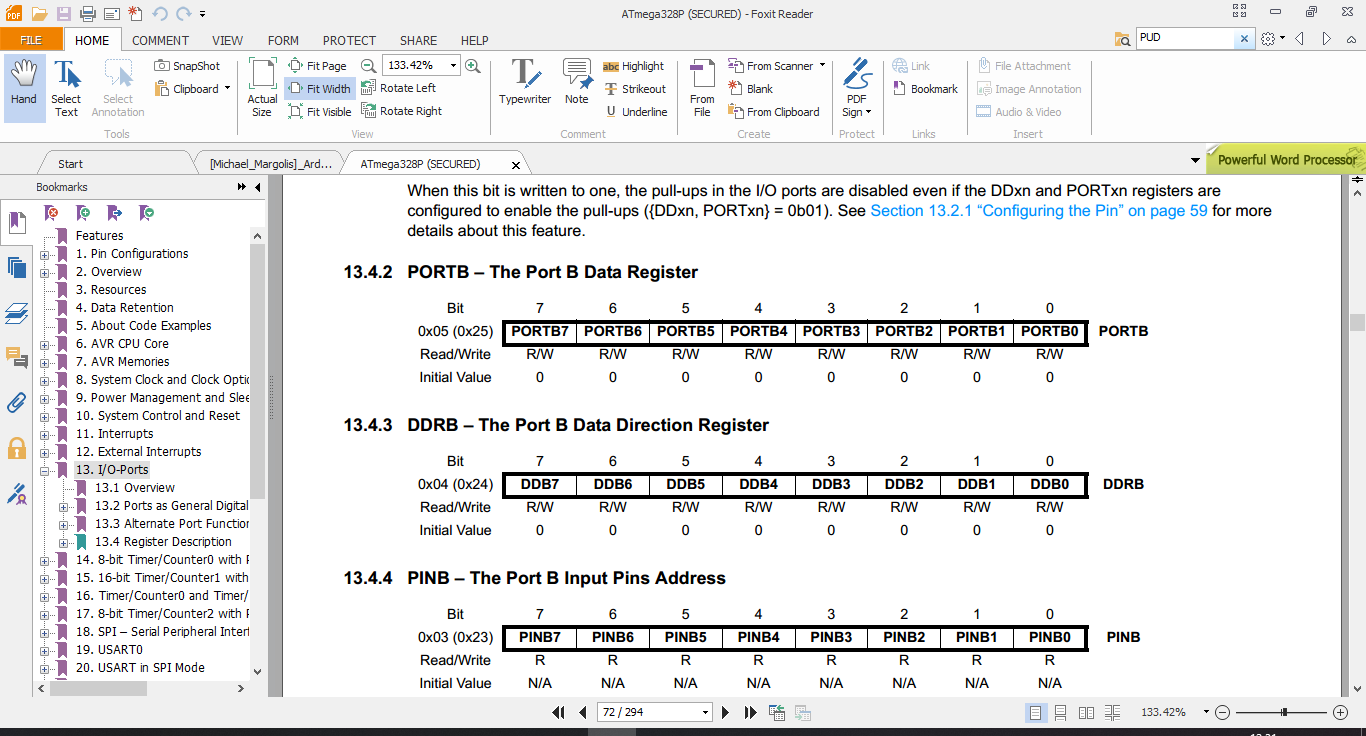 ATmega328P (SECURED) - Foxit Reader
FILE HOME COMMENT VIEW FORM PROTECT SHARE HELP PUD
Hand
Select Text
Select Annotation
SnapShot
Clipboard
Tools
Actual Size
Fit Page
Fit Width
Fit Visible
133.42%
Rotate Left
Rotate Right
View
Typewriter
Note
Highlight
Strikeout
Underline
Comment
From File
From Scanner
Blank
From Clipboard
Create
PDF Sign
Protect
Link
Bookmark
Links
File Attachment
Image Annotation
Audio & Video
Insert
Start [Michael_Margolis]_Ard... ATmega328P (SECURED) Powerful Word Processor
Bookmarks
Features
1. Pin Configurations
2. Overview
3. Resources
4. Data Retention
5. About Code Examples
6. AVR CPU Core
7. AVR Memories
8. System Clock and Clock Optic
9. Power Management and Slee
10. System Control and Reset
11. Interrupts
12. External Interrupts
13. I/O-Ports
13.1 Overview
13.2 Ports as General Digital
13.3 Alternate Port Function
13.4 Register Description
14. 8-bit Timer/Counter0 with P
15. 16-bit Timer/Counter1 with
16. Timer/Counter0 and Timer/
17. 8-bit Timer/Counter2 with P
18. SPI – Serial Peripheral Interf
19. USART0
20. USART in SPI Mode
When this bit is written to one, the pull-ups in the I/O ports are disabled even if the DDxn and PORTxn registers are
configured to enable the pull-ups ({DDxn, PORTxn} = 0b01). See Section 13.2.1 “Configuring the Pin” on page 59 for more
details about this feature.
13.4.2 PORTB – The Port B Data Register
Bit 7 6 5 4 3 2 1 0
0x05 (0x25) PORTB7 PORTB6 PORTB5 PORTB4 PORTB3 PORTB2 PORTB1 PORTB0 PORTB
Read/Write R/W R/W R/W R/W R/W R/W R/W R/W
Initial Value 0 0 0 0 0 0 0 0
13.4.3 DDRB – The Port B Data Direction Register
Bit 7 6 5 4 3 2 1 0
0x04 (0x24) DDB7 DDB6 DDB5 DDB4 DDB3 DDB2 DDB1 DDB0 DDRB
Read/Write R/W R/W R/W R/W R/W R/W R/W R/W
Initial Value 0 0 0 0 0 0 0 0
13.4.4 PINB – The Port B Input Pins Address
Bit 7 6 5 4 3 2 1 0
0x03 (0x23) PINB7 PINB6 PINB5 PINB4 PINB3 PINB2 PINB1 PINB0 PINB
Read/Write R R R R R R R R
Initial Value N/A N/A N/A N/A N/A N/A N/A N/A
72 / 294 133.42%